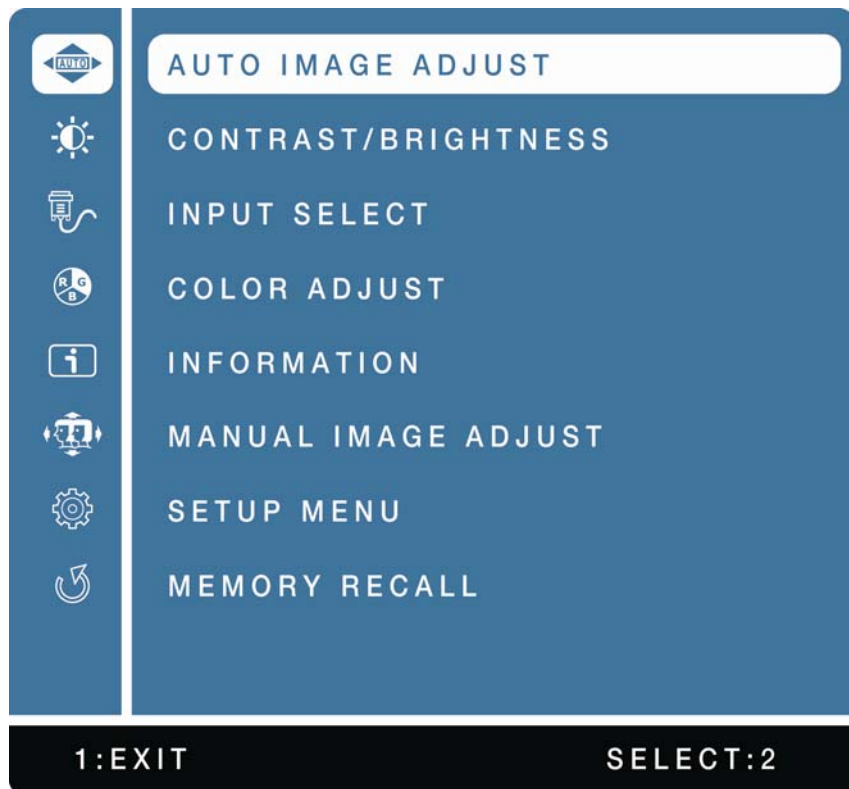 AUTO
AUTO IMAGE ADJUST
CONTRAST/BRIGHTNESS
INPUT SELECT
R G
B
COLOR ADJUST
i
INFORMATION
MANUAL IMAGE ADJUST
SETUP MENU
MEMORY RECALL
1:EXIT SELECT:2